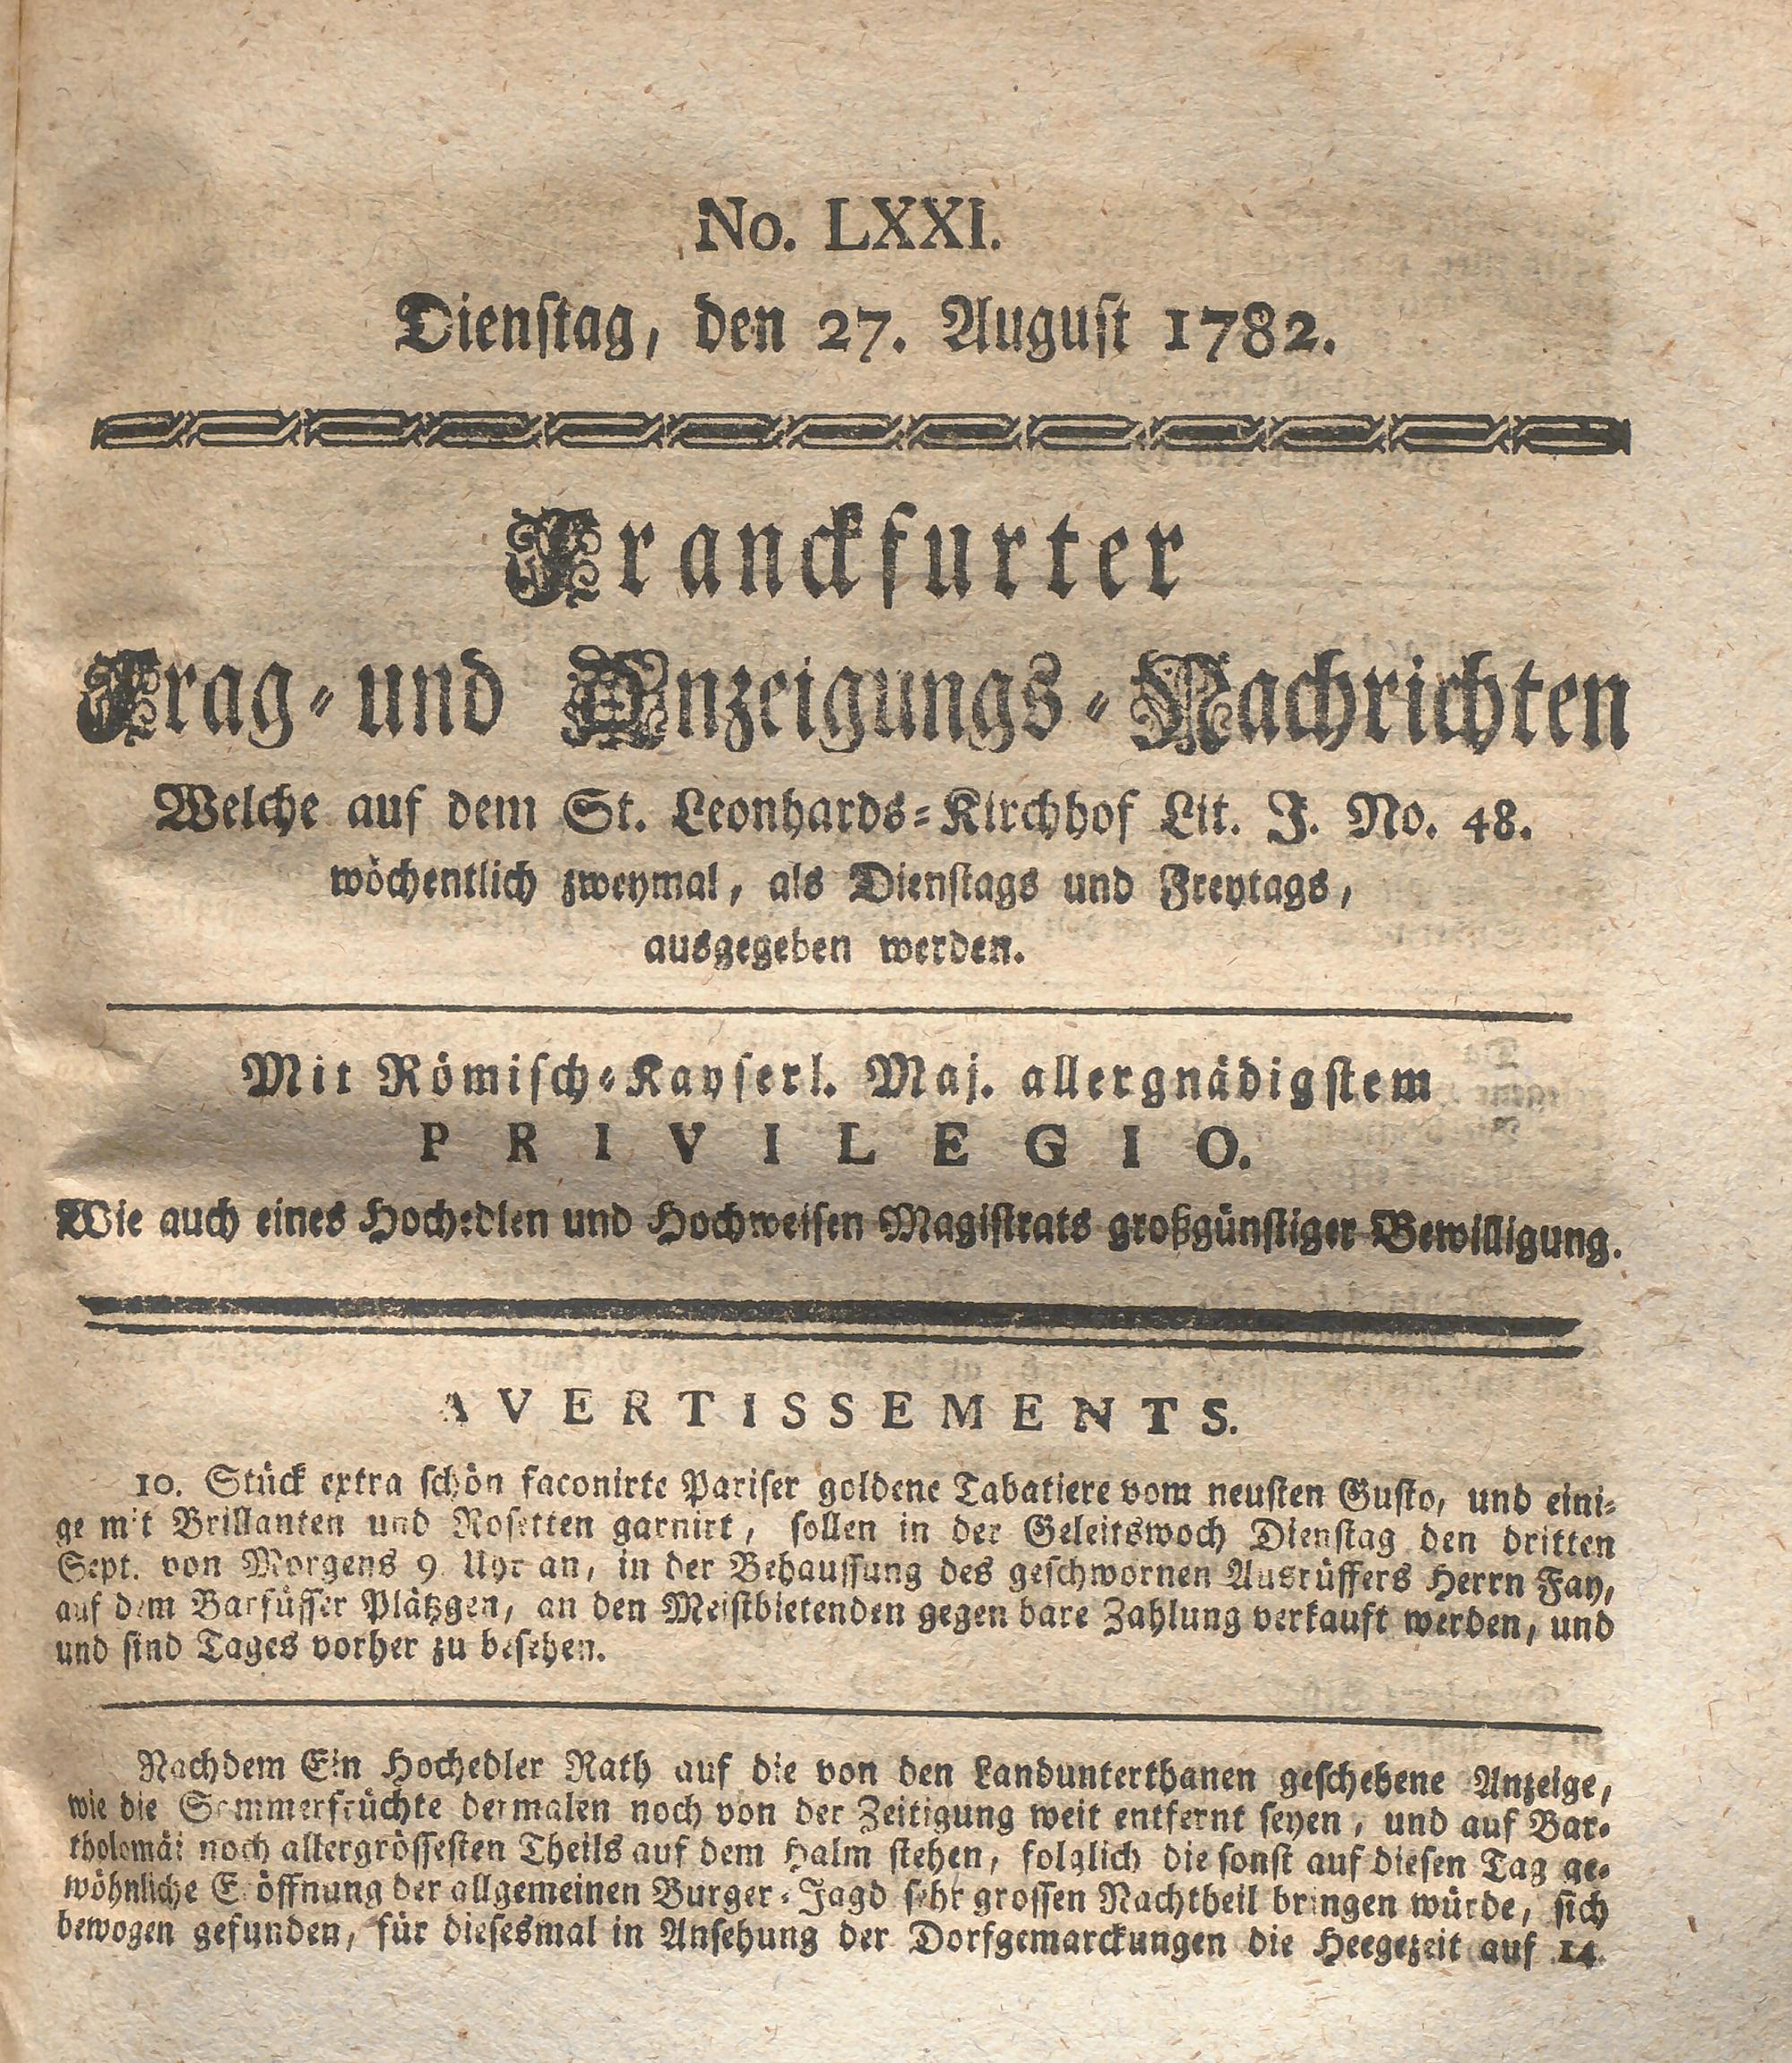 No. LXXI.
Dienstag, den 27. August 1782.
Franckfurter
Frag- und Anzeigungs-Nachrichten
Welche auf dem St. Leonhards-Kirchhof Lit. J. No. 48.
wöchentlich zweymal, als Dienstags und Freytags,
ausgegeben werden.
Mit Römisch-Kayserl. Maj. allergnädigstem
PRIVILEGIO.
Wie auch eines Hochedlen und Hochweisen Magistrats großgünstiger Bewilligung.
AVERTISSEMENTS.
10. Stück extra schön faconirte Pariser goldene Tabatiere vom neusten Gusto, und eini-
ge mit Brillanten und Rosetten garnirt, sollen in der Geleitswoch Dienstag den dritten
Sept. von Morgens 9 Uhr an, in der Behaussung des geschwornen Ausrüffers Herrn Fay,
auf dem Barfüsser Plätzgen, an den Meistbietenden gegen bare Zahlung verkauft werden, und
und sind Tages vorher zu besehen.
Nachdem Ein Hochedler Rath auf die von den Landunterthanen geschehene Anzeige,
wie die Sommerfrüchte dermalen noch von der Zeitigung weit entfernt seyen, und auf Bar-
tholomäi noch allergrössesten Theils auf dem Halm stehen, folglich die sonst auf diesen Tag ge-
wöhnliche Eröffnung der allgemeinen Burger-Jagd sehr grossen Nachtheil bringen würde, sich
bewogen gefunden, für diesesmal in Ansehung der Dorfgemarckungen die Heegezeit auf 14